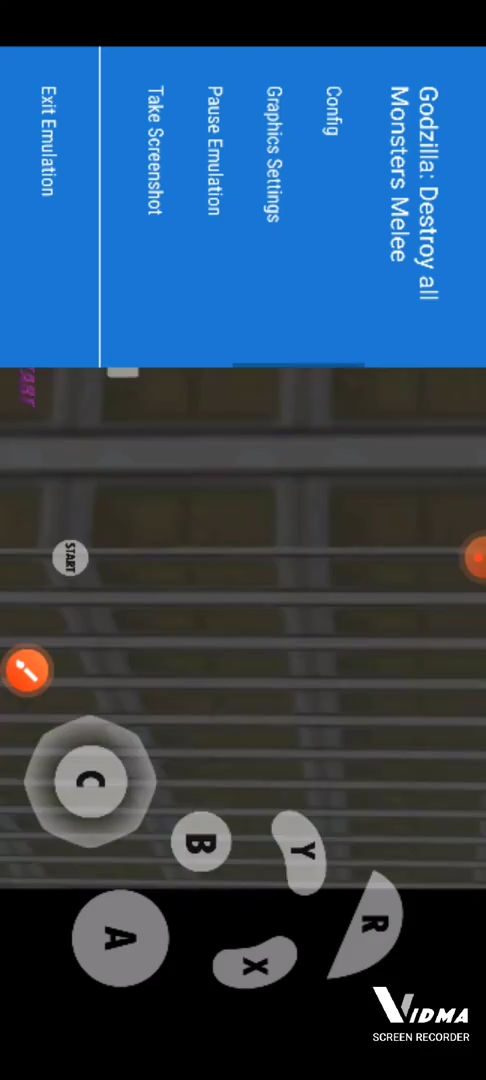 Godzilla: Destroy all
Monsters Melee
Config
Graphics Settings
Pause Emulation
Take Screenshot
Exit Emulation
START
C
B
Y
A
X
R
VIDMA
SCREEN RECORDER